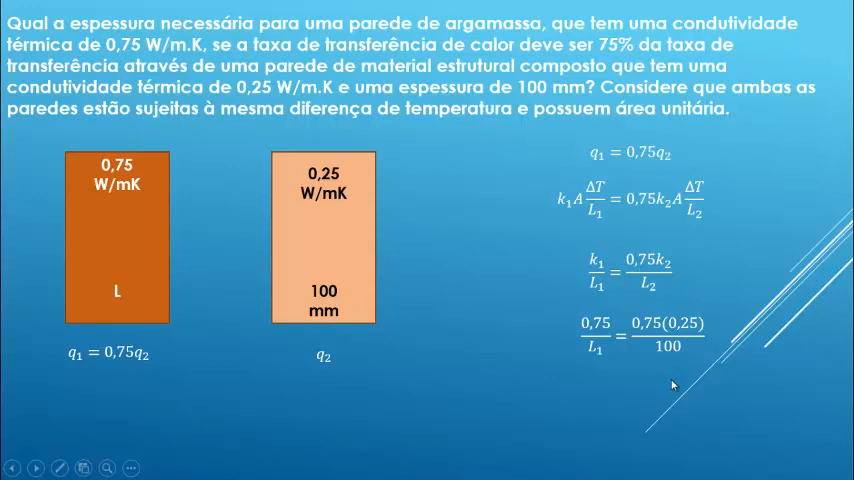 Qual a espessura necessária para uma parede de argamassa, que tem uma condutividade
térmica de 0,75 W/m.K, se a taxa de transferência de calor deve ser 75% da taxa de
transferência através de uma parede de material estrutural composto que tem uma
condutividade térmica de 0,25 W/m.K e uma espessura de 100 mm? Considere que ambas as
paredes estão sujeitas à mesma diferença de temperatura e possuem área unitária.
0,75
W/mK
L
q₁ = 0,75q₂
0,25
W/mK
100
mm
q₂
q₁ = 0,75q₂
k₁A ΔT/L₁ = 0,75k₂A ΔT/L₂
k₁/L₁ = 0,75k₂/L₂
0,75/L₁ = 0,75(0,25)/100